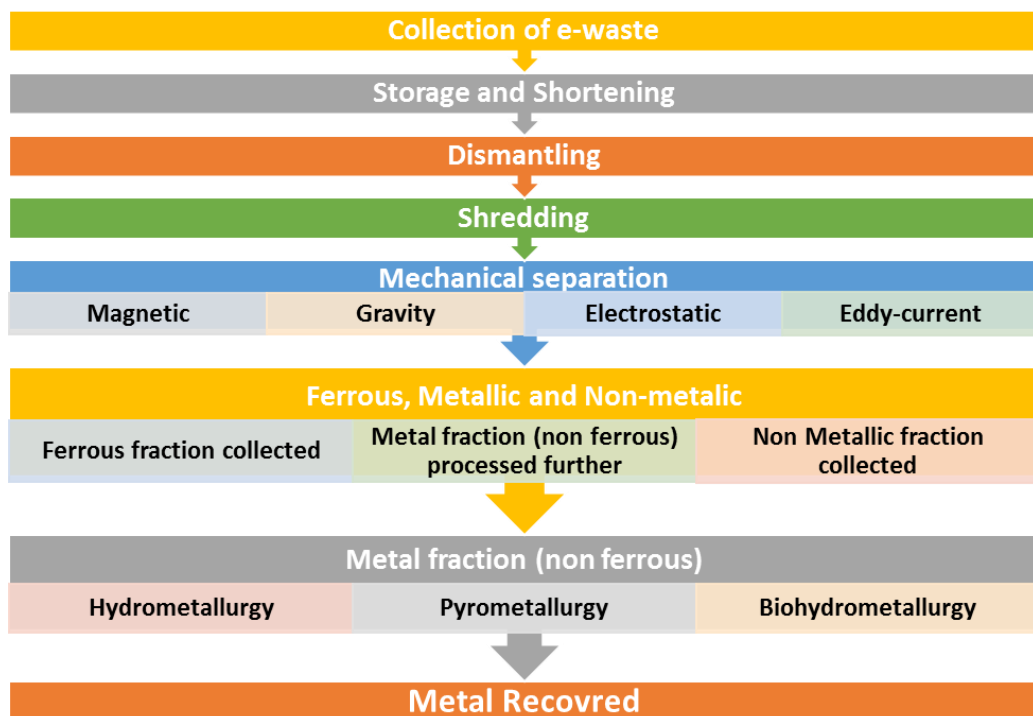 Collection of e-waste
Storage and Shortening
Dismantling
Shredding
Mechanical separation
Magnetic
Gravity
Electrostatic
Eddy-current
Ferrous, Metallic and Non-metalic
Ferrous fraction collected
Metal fraction (non ferrous)
processed further
Non Metallic fraction
collected
Metal fraction (non ferrous)
Hydrometallurgy
Pyrometallurgy
Biohydrometallurgy
Metal Recovred